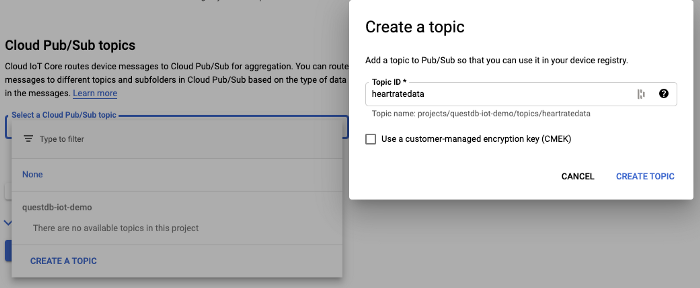 Cloud Pub/Sub topics
Cloud IoT Core routes device messages to Cloud Pub/Sub for aggregation. You can route
messages to different topics and subfolders in Cloud Pub/Sub based on the type of data
in the messages. Learn more
Select a Cloud Pub/Sub topic
Type to filter
None
questdb-iot-demo
There are no available topics in this project
CREATE A TOPIC
Create a topic
Add a topic to Pub/Sub so that you can use it in your device registry.
Topic ID *
heartratedata
Topic name: projects/questdb-iot-demo/topics/heartratedata
Use a customer-managed encryption key (CMEK)
CANCEL CREATE TOPIC